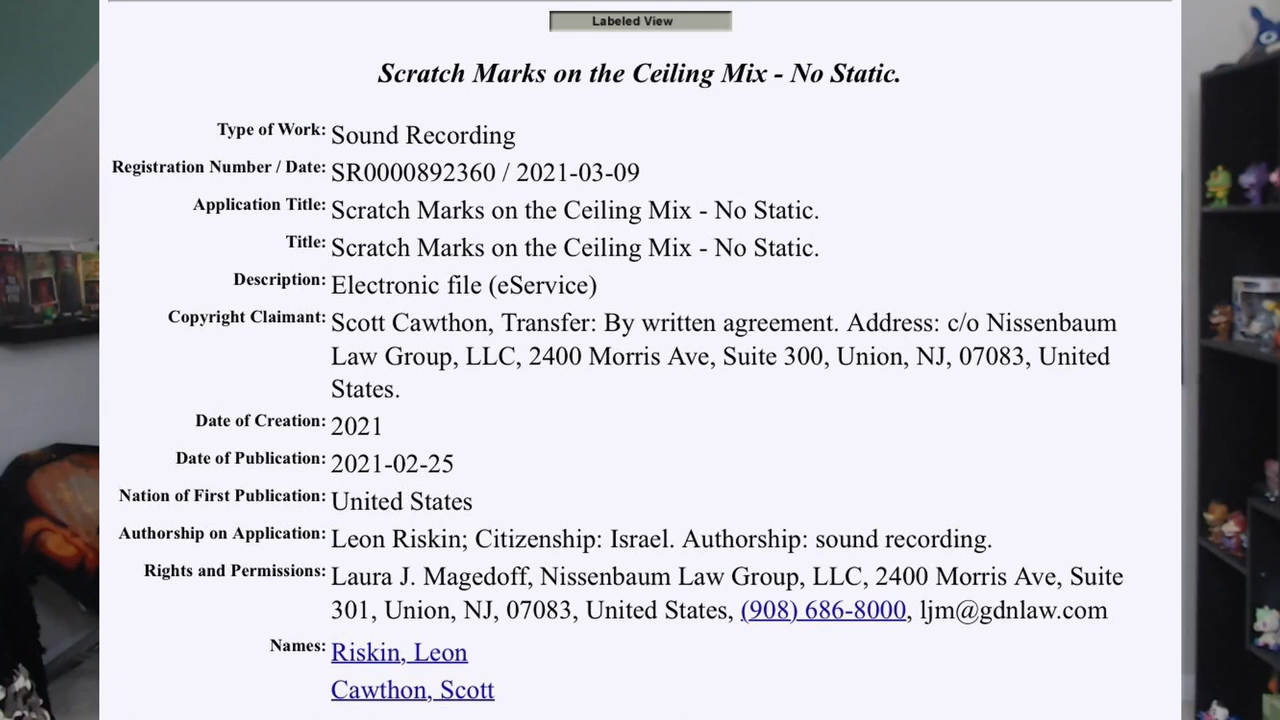 Labeled View
Scratch Marks on the Ceiling Mix - No Static.
Type of Work: Sound Recording
Registration Number / Date: SR0000892360 / 2021-03-09
Application Title: Scratch Marks on the Ceiling Mix - No Static.
Title: Scratch Marks on the Ceiling Mix - No Static.
Description: Electronic file (eService)
Copyright Claimant: Scott Cawthon, Transfer: By written agreement. Address: c/o Nissenbaum
Law Group, LLC, 2400 Morris Ave, Suite 300, Union, NJ, 07083, United
States.
Date of Creation: 2021
Date of Publication: 2021-02-25
Nation of First Publication: United States
Authorship on Application: Leon Riskin; Citizenship: Israel. Authorship: sound recording.
Rights and Permissions: Laura J. Magedoff, Nissenbaum Law Group, LLC, 2400 Morris Ave, Suite
301, Union, NJ, 07083, United States, (908) 686-8000, ljm@gdnlaw.com
Names: Riskin, Leon
Cawthon, Scott